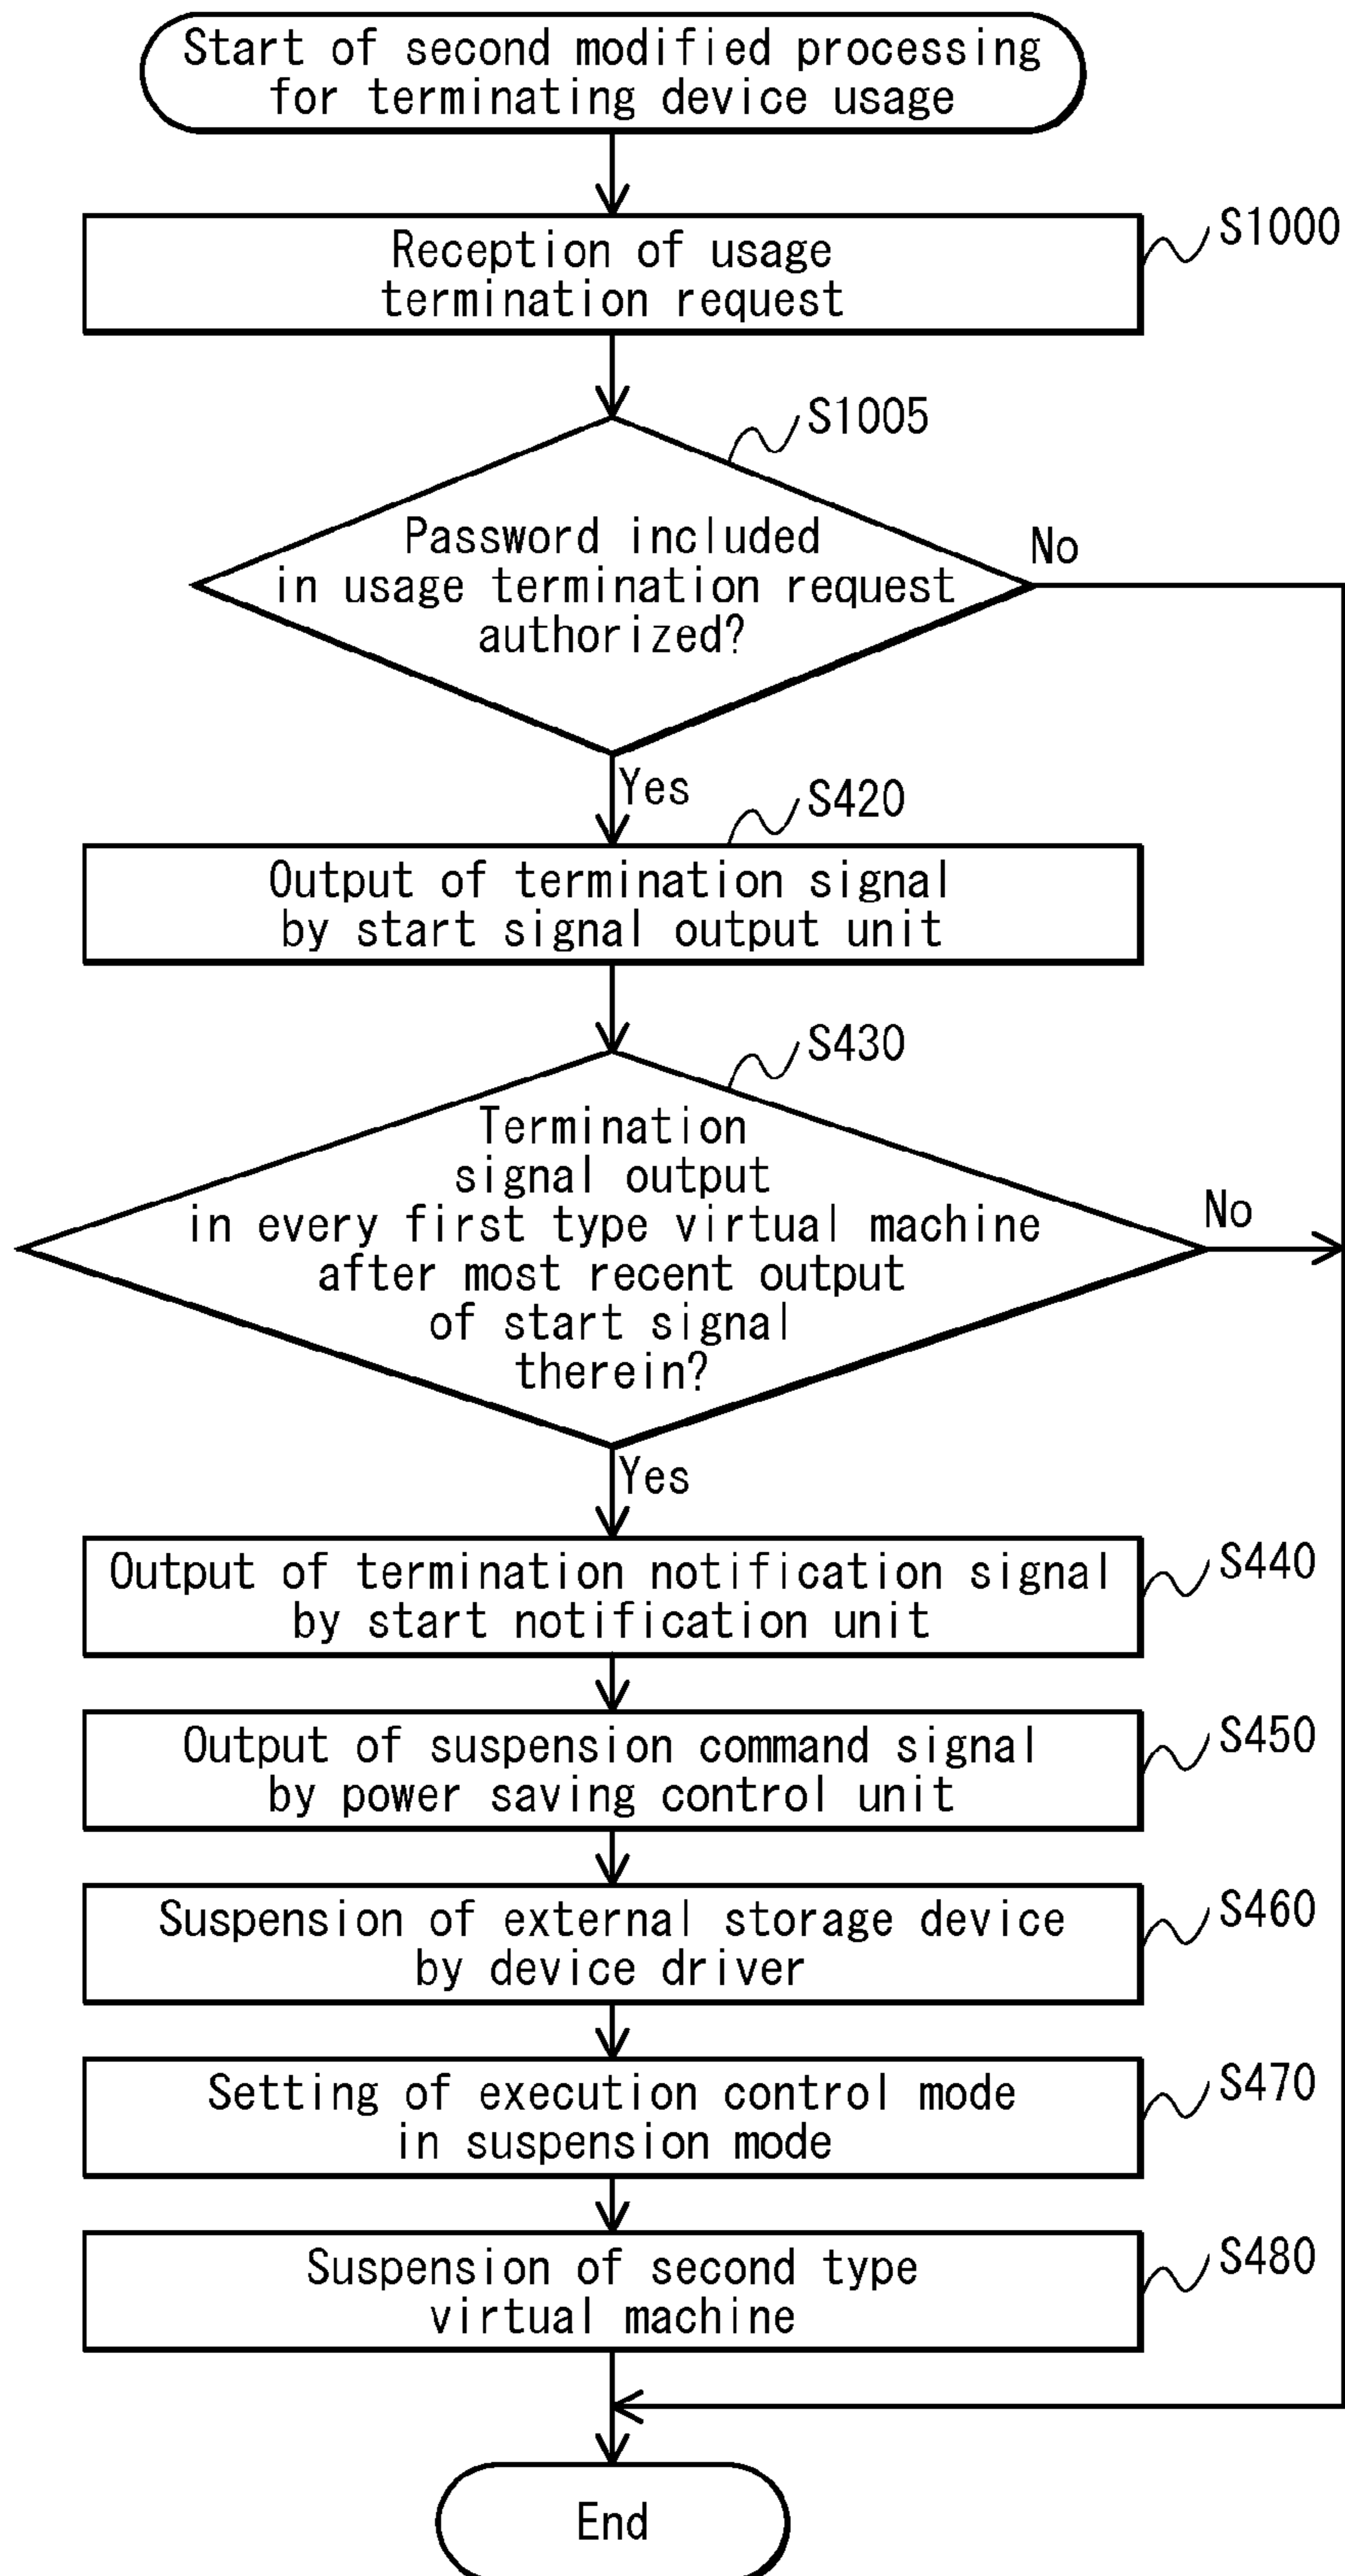 Start of second modified processing
for terminating device usage
S1000
Reception of usage
termination request
S1005
Password included
in usage termination request
authorized?
No
Yes
S420
Output of termination signal
by start signal output unit
S430
Termination
signal output
in every first type virtual machine
after most recent output
of start signal
therein?
No
Yes
S440
Output of termination notification signal
by start notification unit
S450
Output of suspension command signal
by power saving control unit
S460
Suspension of external storage device
by device driver
S470
Setting of execution control mode
in suspension mode
S480
Suspension of second type
virtual machine
End